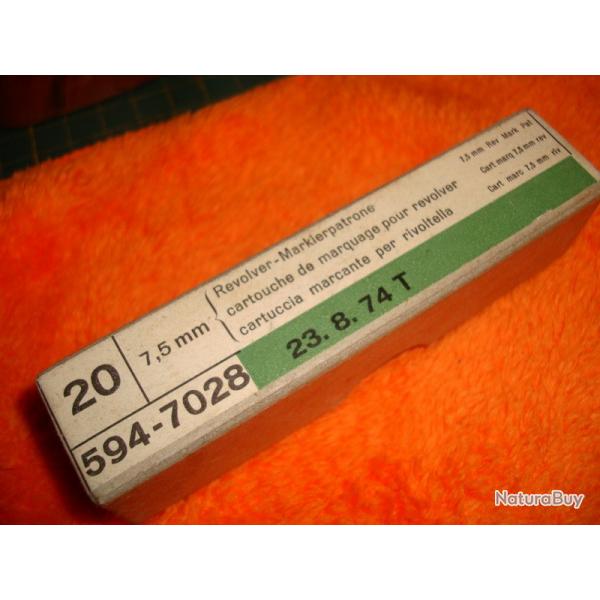 20
7,5 mm
Revolver-Markierpatrone
cartouche de marquage pour revolver
cartuccia marcante per rivoltella
7,5 mm Rev Mark Pat
Cart marq 7,5 mm rev
Cart marc 7,5 mm riv
594-7028
23. 8. 74 T
NaturaBuy